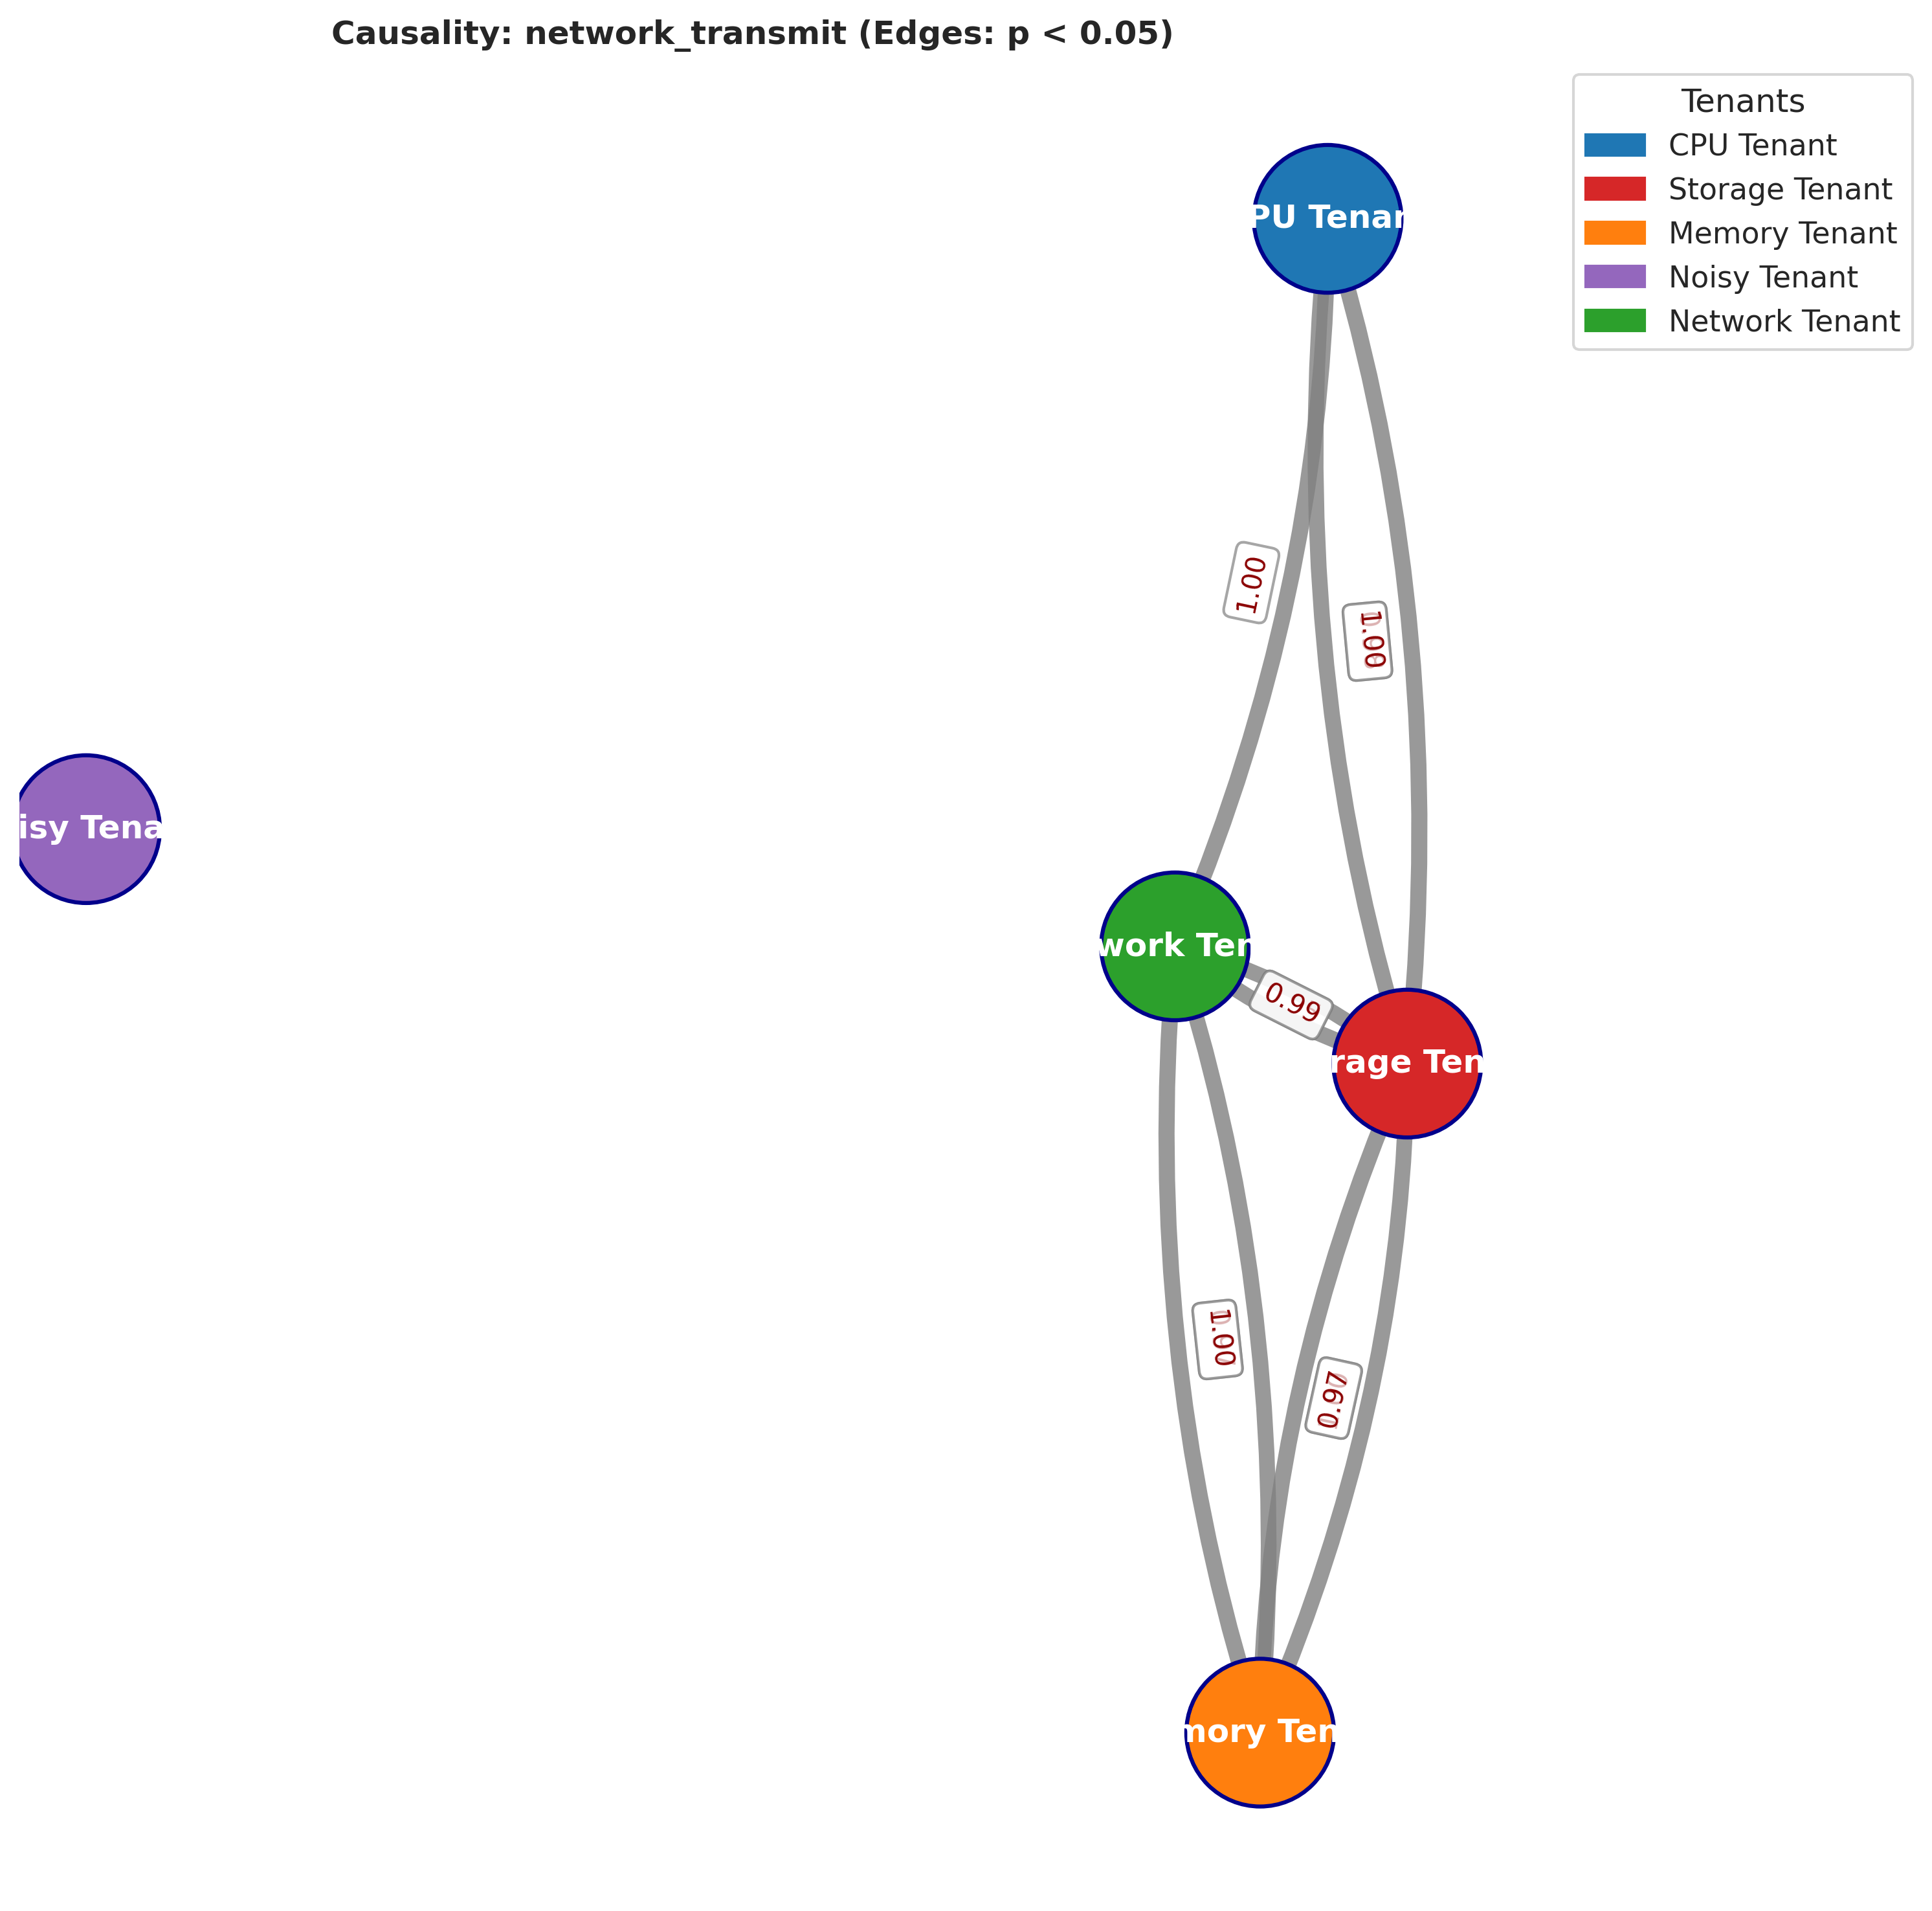 Causality: network_transmit (Edges: p < 0.05)
Tenants
CPU Tenant
Storage Tenant
Memory Tenant
Noisy Tenant
Network Tenant
PU Tenan
1.00
1.00
isy Tena
work Ten
0.99
rage Ten
1.00
0.97
mory Ten